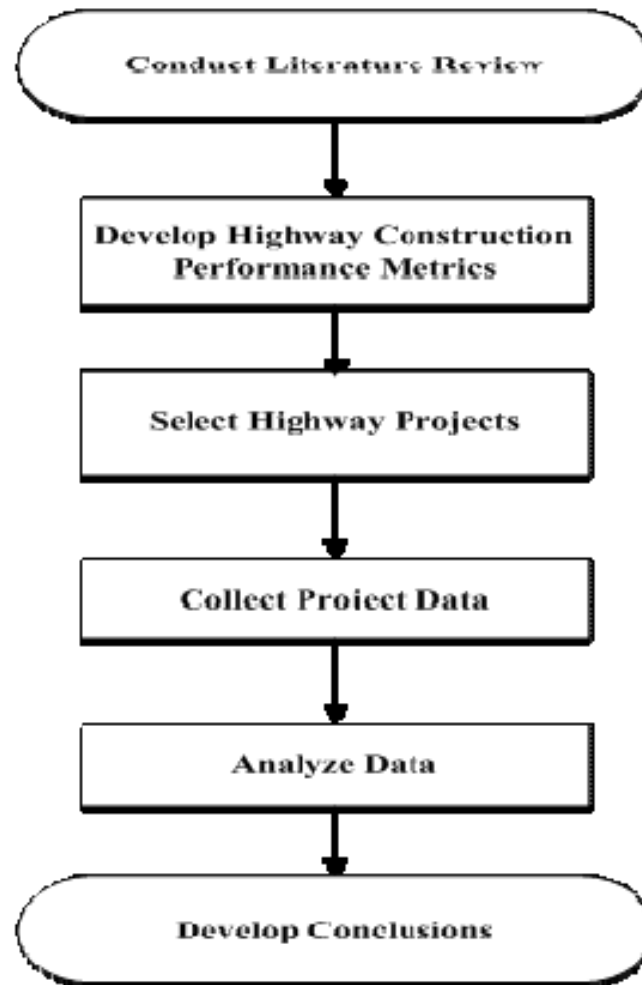 Conduct Literature Review
Develop Highway Construction
Performance Metrics
Select Highway Projects
Collect Project Data
Analyze Data
Develop Conclusions